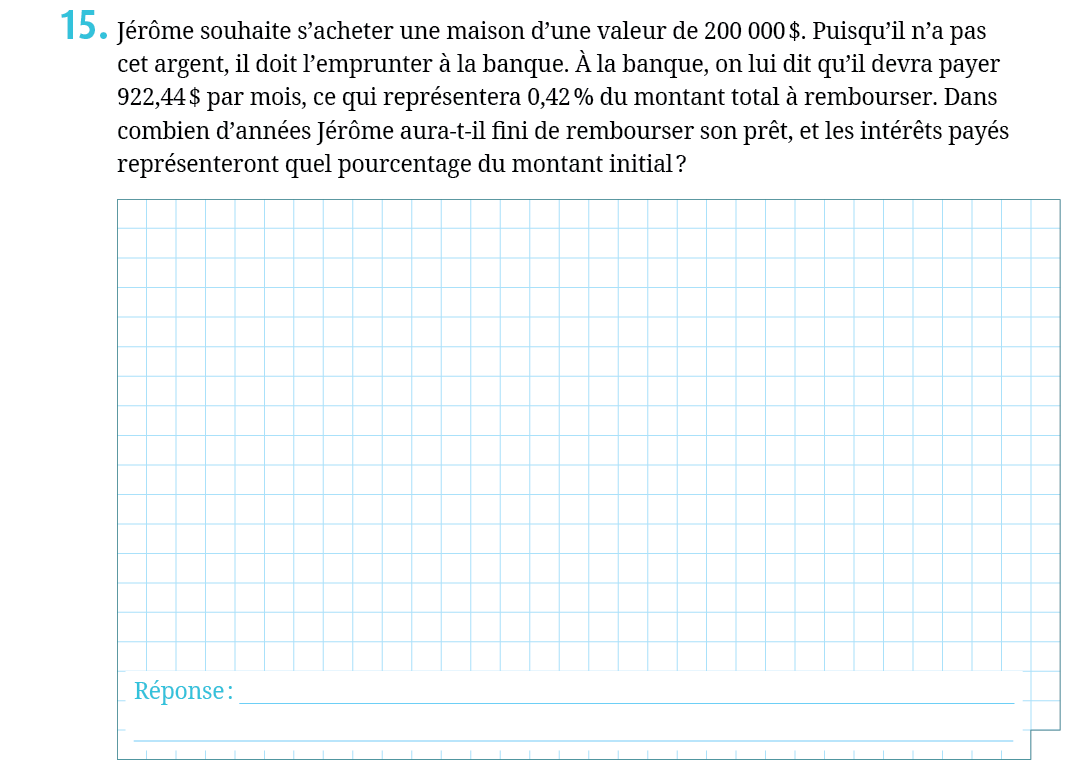 15. Jérôme souhaite s’acheter une maison d’une valeur de 200 000 $. Puisqu’il n’a pas
cet argent, il doit l’emprunter à la banque. À la banque, on lui dit qu’il devra payer
922,44 $ par mois, ce qui représentera 0,42 % du montant total à rembourser. Dans
combien d’années Jérôme aura-t-il fini de rembourser son prêt, et les intérêts payés
représenteront quel pourcentage du montant initial ?
Réponse :